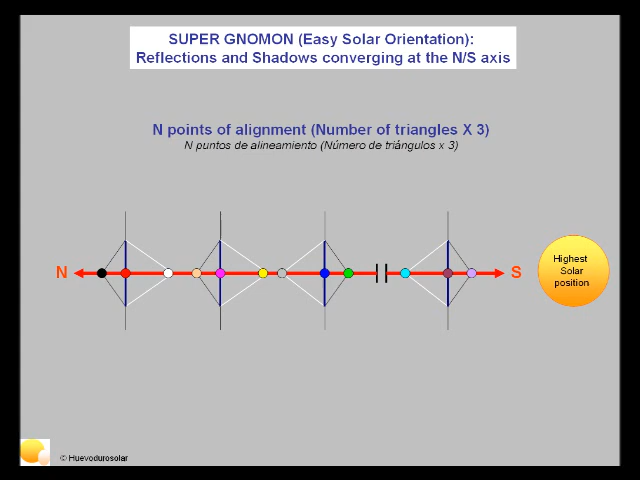 SUPER GNOMON (Easy Solar Orientation):
Reflections and Shadows converging at the N/S axis
N points of alignment (Number of triangles X 3)
N puntos de alineamiento (Número de triángulos x 3)
N
S
Highest
Solar
position
© Huevodurosolar